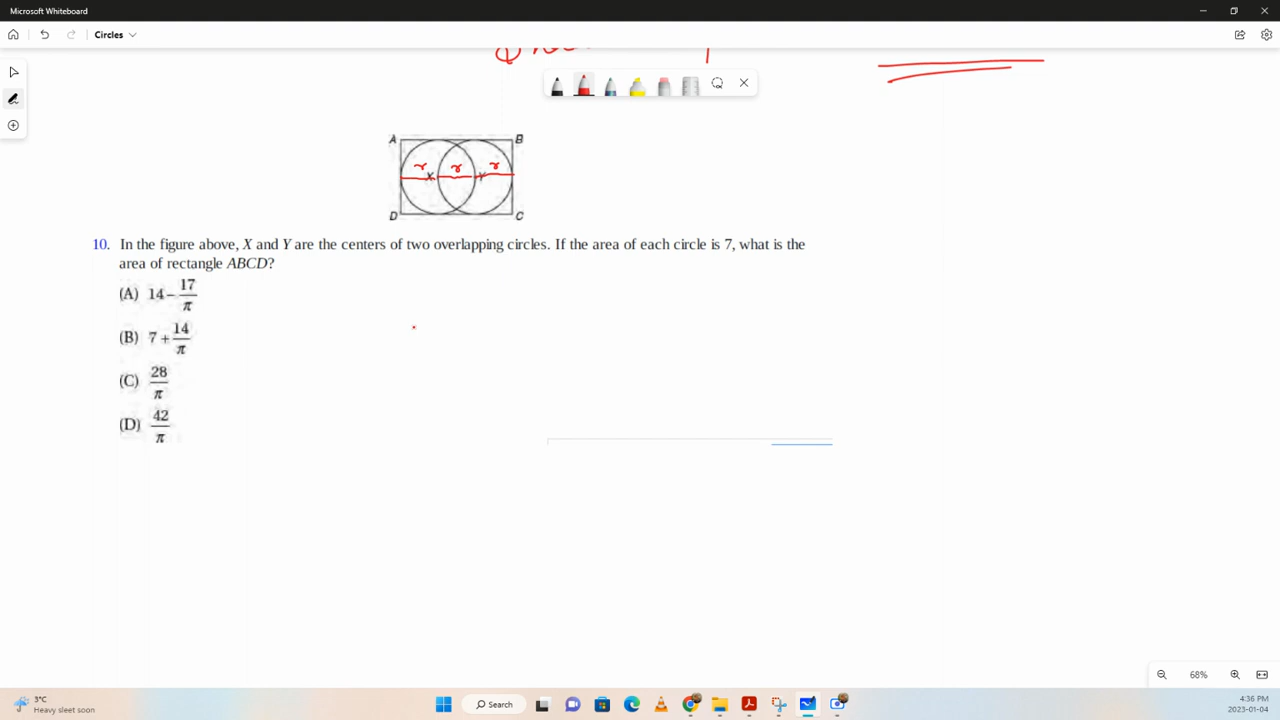 Microsoft Whiteboard
Circles
A
B
r
r
r
X
Y
D
C
10. In the figure above, X and Y are the centers of two overlapping circles. If the area of each circle is 7, what is the
area of rectangle ABCD?
(A) 14 − 17/π
(B) 7 + 14/π
(C) 28/π
(D) 42/π
68%
3°C
Heavy sleet soon
Search
4:36 PM
2023-01-04